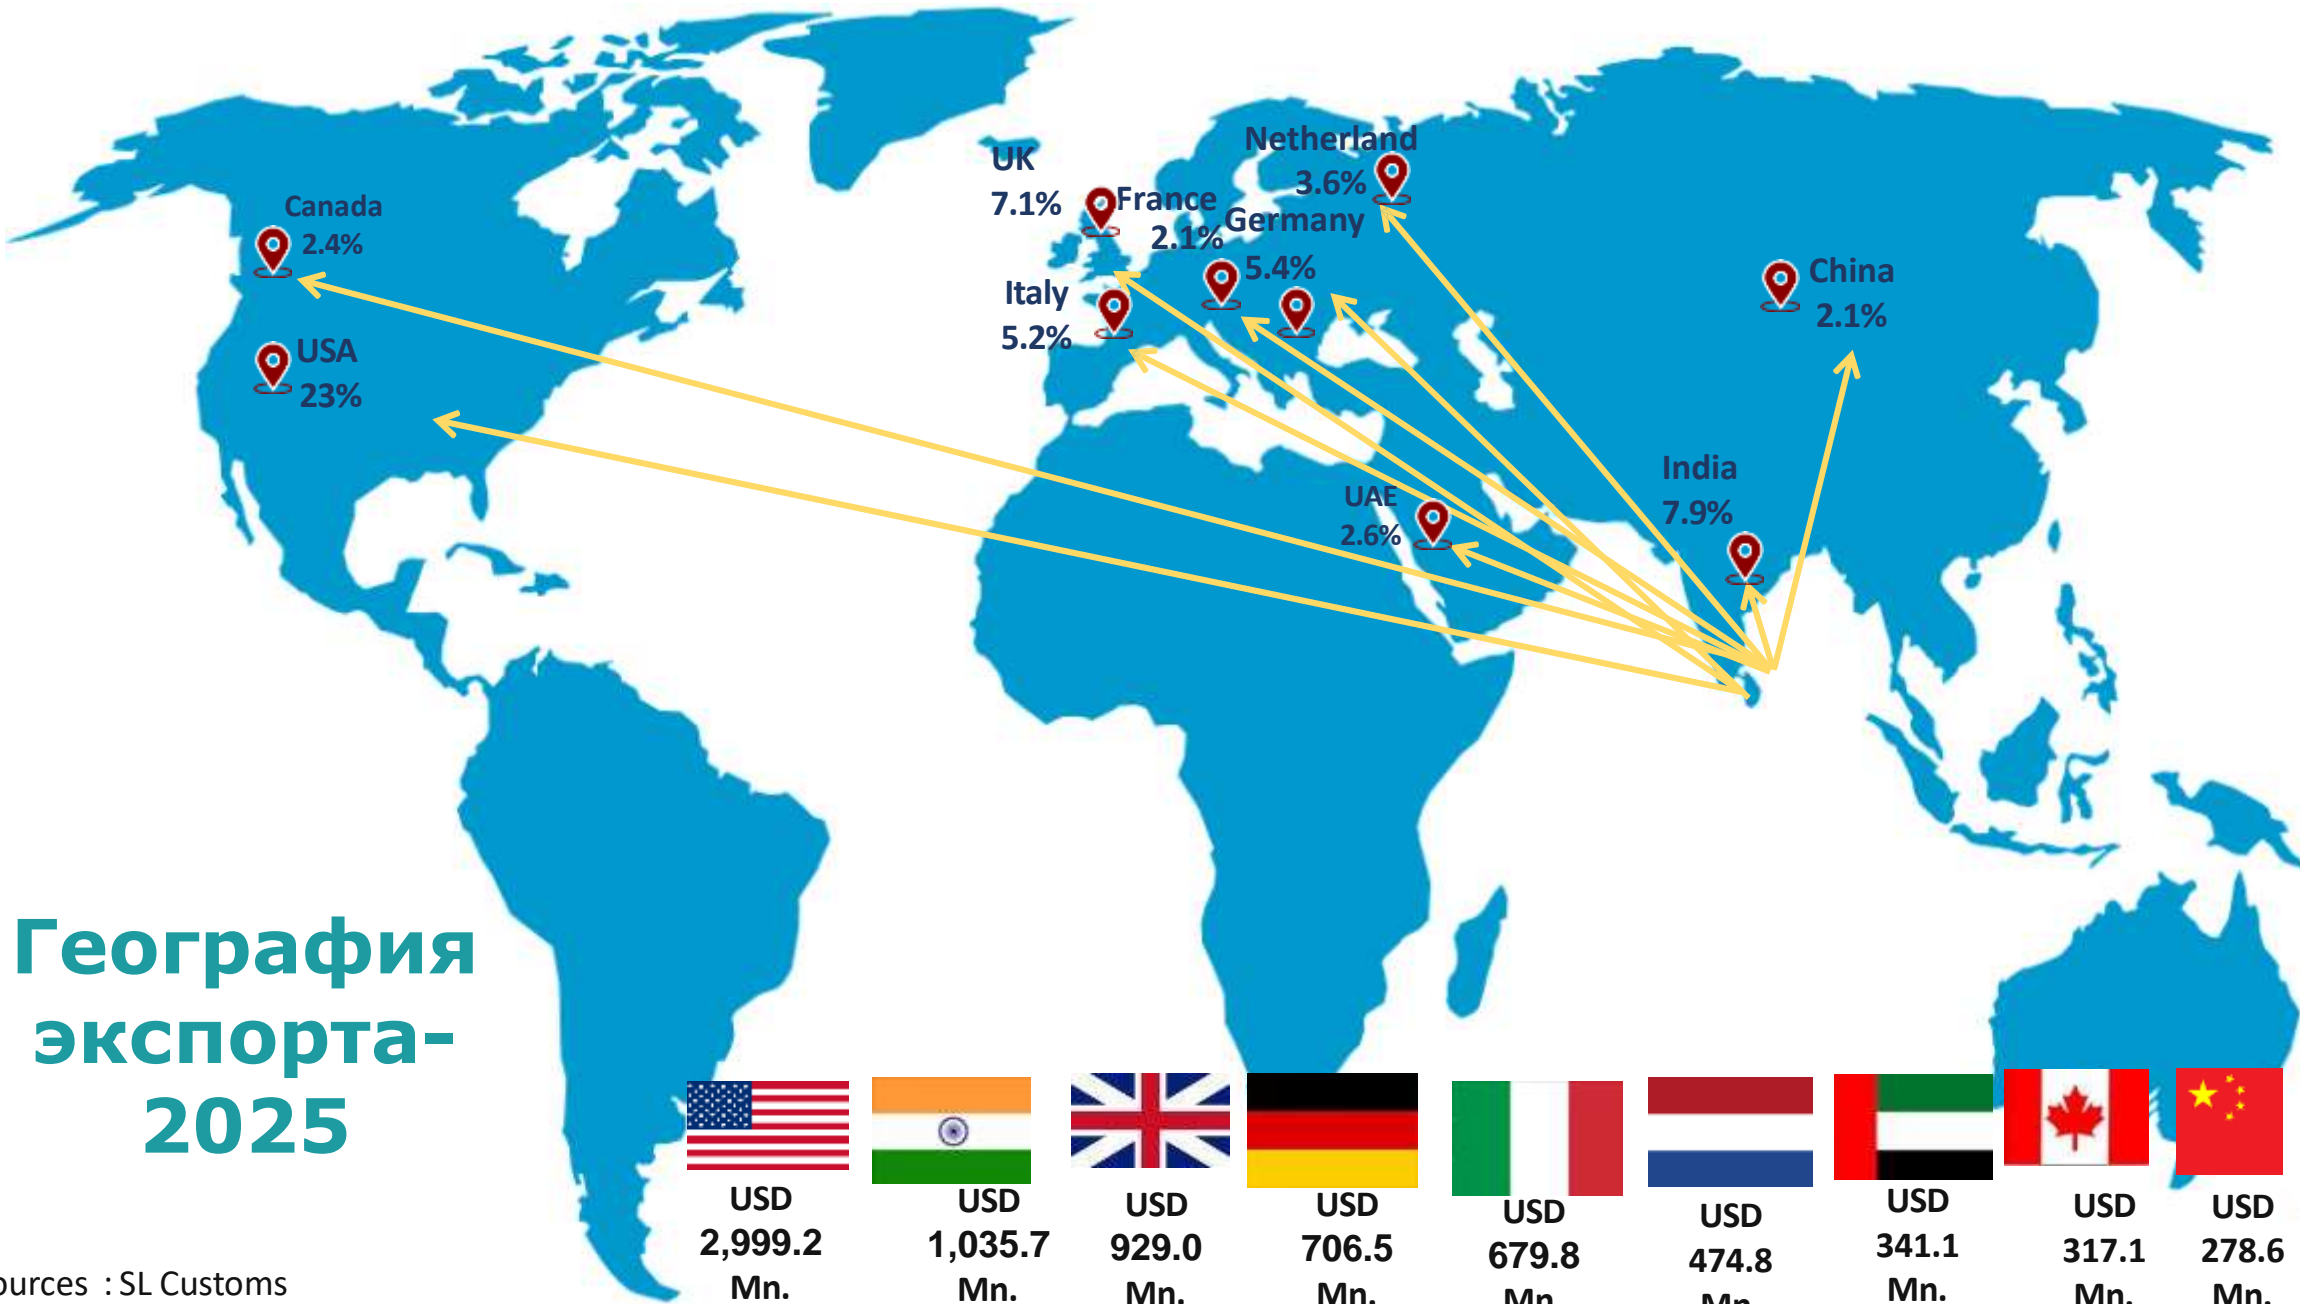 Netherland
3.6%
UK
7.1%
France
2.1%
Germany
5.4%
Canada
2.4%
Italy
5.2%
China
2.1%
USA
23%
India
7.9%
UAE
2.6%
География
экспорта-
2025
USD
2,999.2
Mn.
USD
1,035.7
Mn.
USD
929.0
Mn.
USD
706.5
Mn.
USD
679.8
Mn.
USD
474.8
Mn.
USD
341.1
Mn.
USD
317.1
Mn.
USD
278.6
Mn.
ources : SL Customs